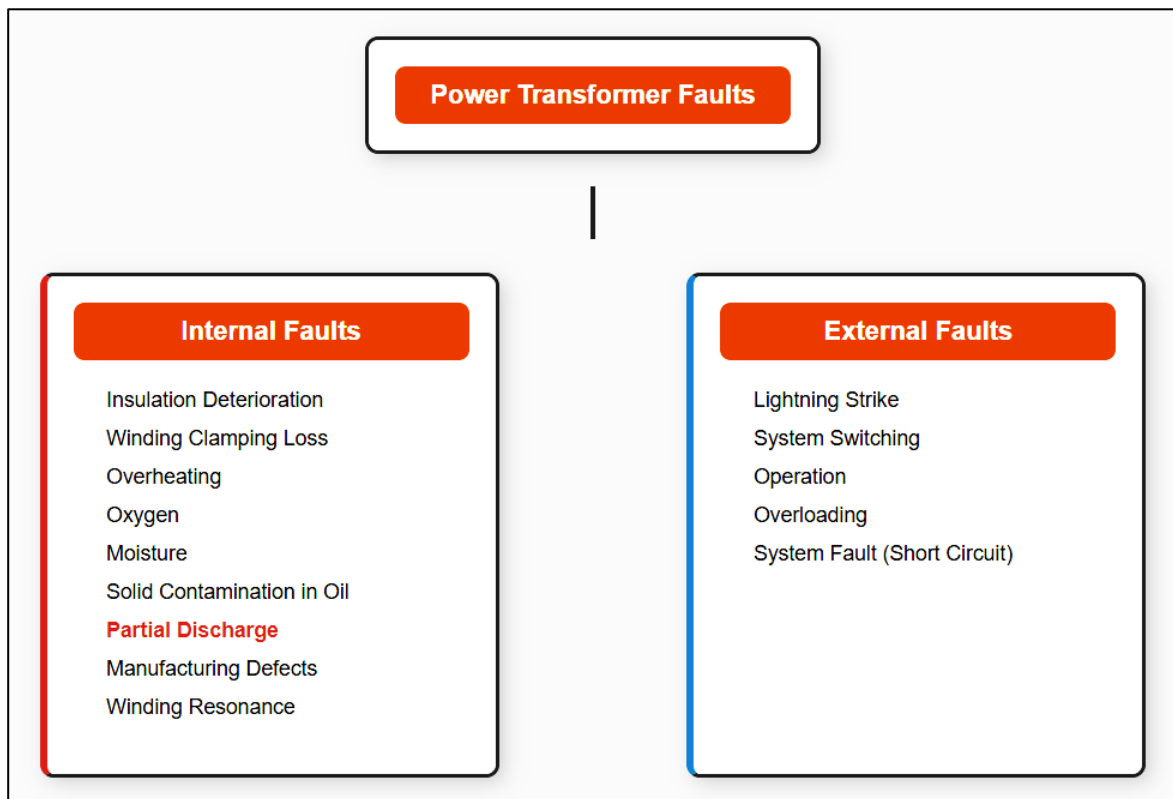 Power Transformer Faults
Internal Faults
Insulation Deterioration
Winding Clamping Loss
Overheating
Oxygen
Moisture
Solid Contamination in Oil
Partial Discharge
Manufacturing Defects
Winding Resonance
External Faults
Lightning Strike
System Switching
Operation
Overloading
System Fault (Short Circuit)